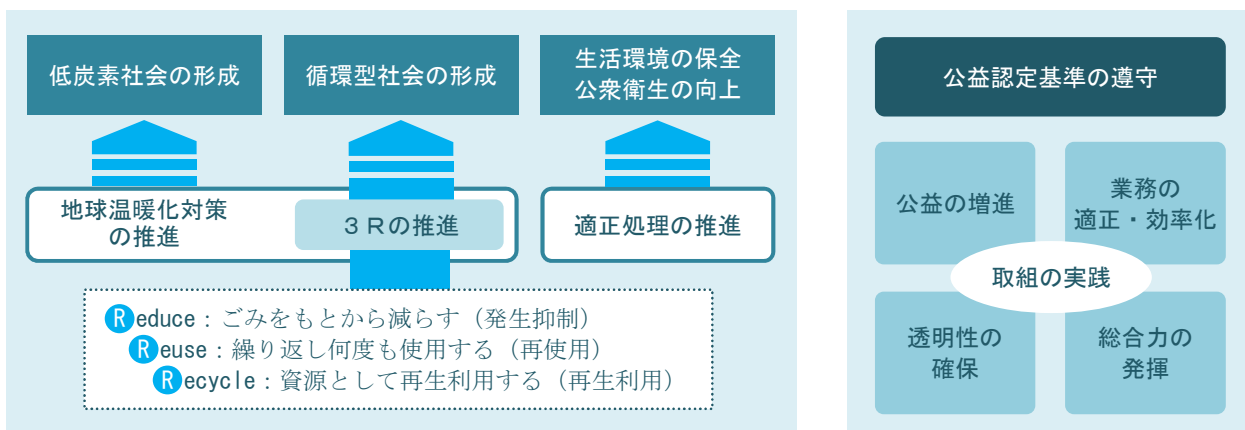 低炭素社会の形成
循環型社会の形成
生活環境の保全
公衆衛生の向上
地球温暖化対策
の推進
3Rの推進
適正処理の推進
Reduce:ごみをもとから減らす(発生抑制)
Reuse:繰り返し何度も使用する(再使用)
Recycle:資源として再生利用する(再生利用)
公益認定基準の遵守
公益の増進
業務の
適正・効率化
取組の実践
透明性の
確保
総合力の
発揮